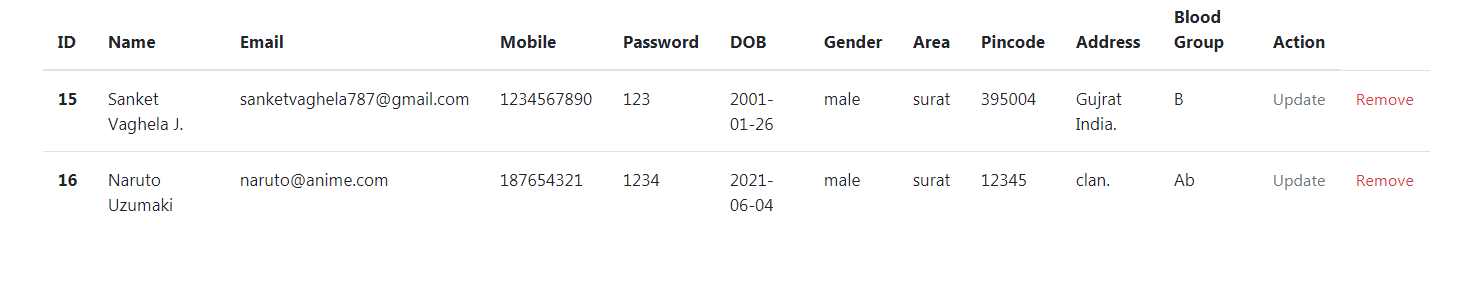 ID Name Email Mobile Password DOB Gender Area Pincode Address Blood Group Action
15 Sanket Vaghela J. sanketvaghela787@gmail.com 1234567890 123 2001-01-26 male surat 395004 Gujrat India. B Update Remove
16 Naruto Uzumaki naruto@anime.com 187654321 1234 2021-06-04 male surat 12345 clan. Ab Update Remove